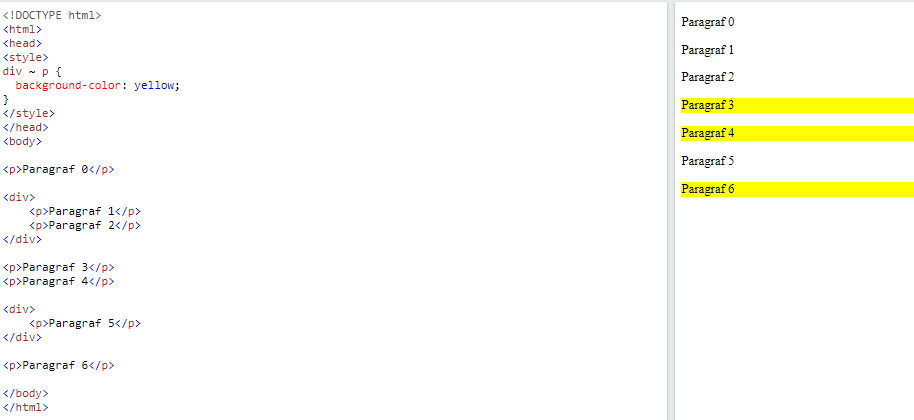 <!DOCTYPE html>
<html>
<head>
<style>
div ~ p {
  background-color: yellow;
}
</style>
</head>
<body>

<p>Paragraf 0</p>

<div>
    <p>Paragraf 1</p>
    <p>Paragraf 2</p>
</div>

<p>Paragraf 3</p>
<p>Paragraf 4</p>

<div>
    <p>Paragraf 5</p>
</div>

<p>Paragraf 6</p>

</body>
</html>
Paragraf 0
Paragraf 1
Paragraf 2
Paragraf 3
Paragraf 4
Paragraf 5
Paragraf 6